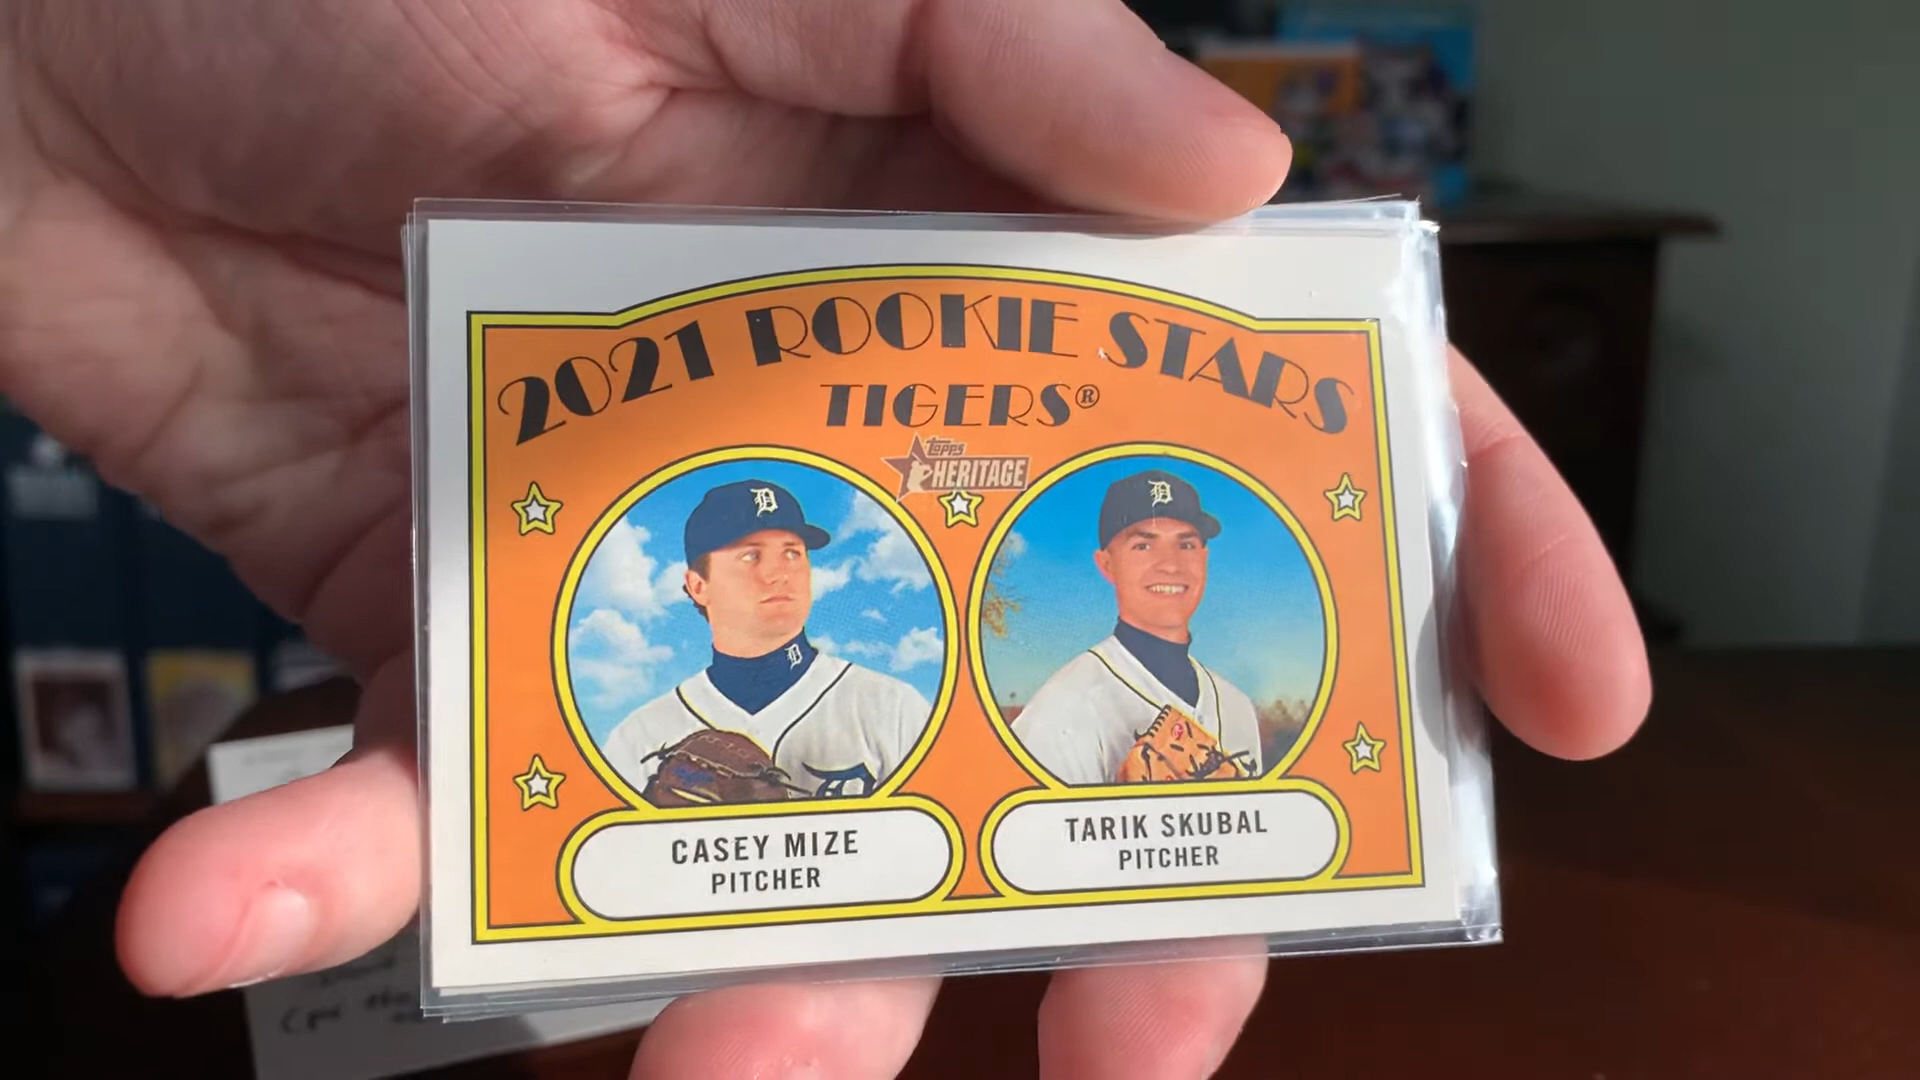 2021 ROOKIE STARS
TIGERS®
topps
HERITAGE
D
D
D
CASEY MIZE
PITCHER
TARIK SKUBAL
PITCHER